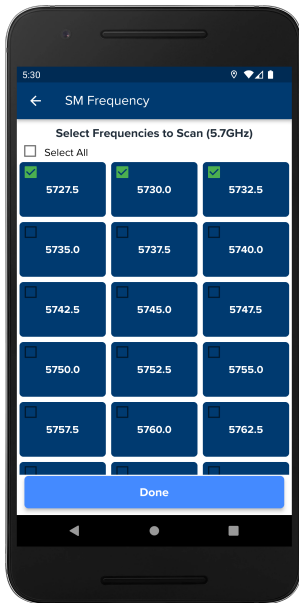 5:30
SM Frequency
Select Frequencies to Scan (5.7GHz)
Select All
5727.5 5730.0 5732.5
5735.0 5737.5 5740.0
5742.5 5745.0 5747.5
5750.0 5752.5 5755.0
5757.5 5760.0 5762.5
Done